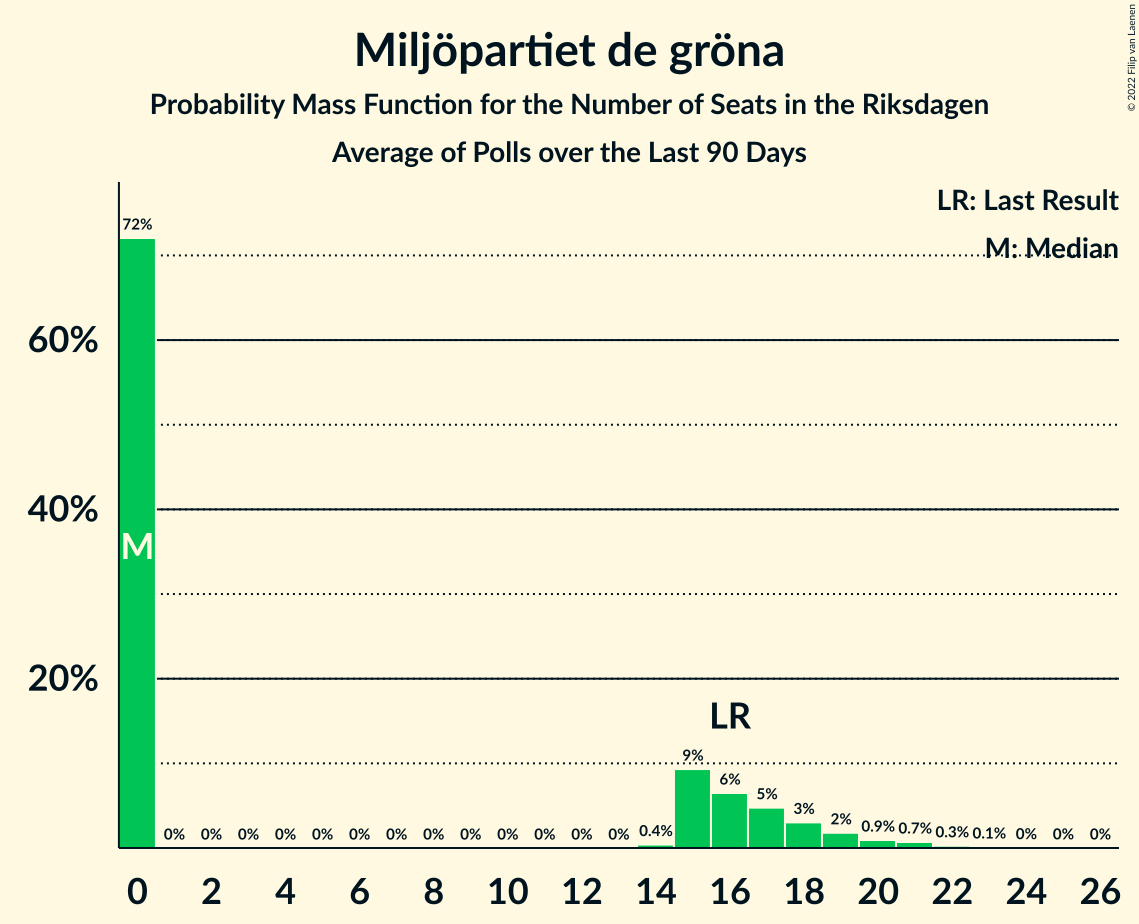 © 2022 Filip van Laenen
Miljöpartiet de gröna
Probability Mass Function for the Number of Seats in the Riksdagen
Average of Polls over the Last 90 Days
LR: Last Result
M: Median
72%
60%
40%
M
20%
LR
9%
6%
5%
3%
2%
0% 0% 0% 0% 0% 0% 0% 0% 0% 0% 0% 0% 0% 0.4% 0.9% 0.7% 0.3% 0.1% 0% 0% 0%
0 2 4 6 8 10 12 14 16 18 20 22 24 26